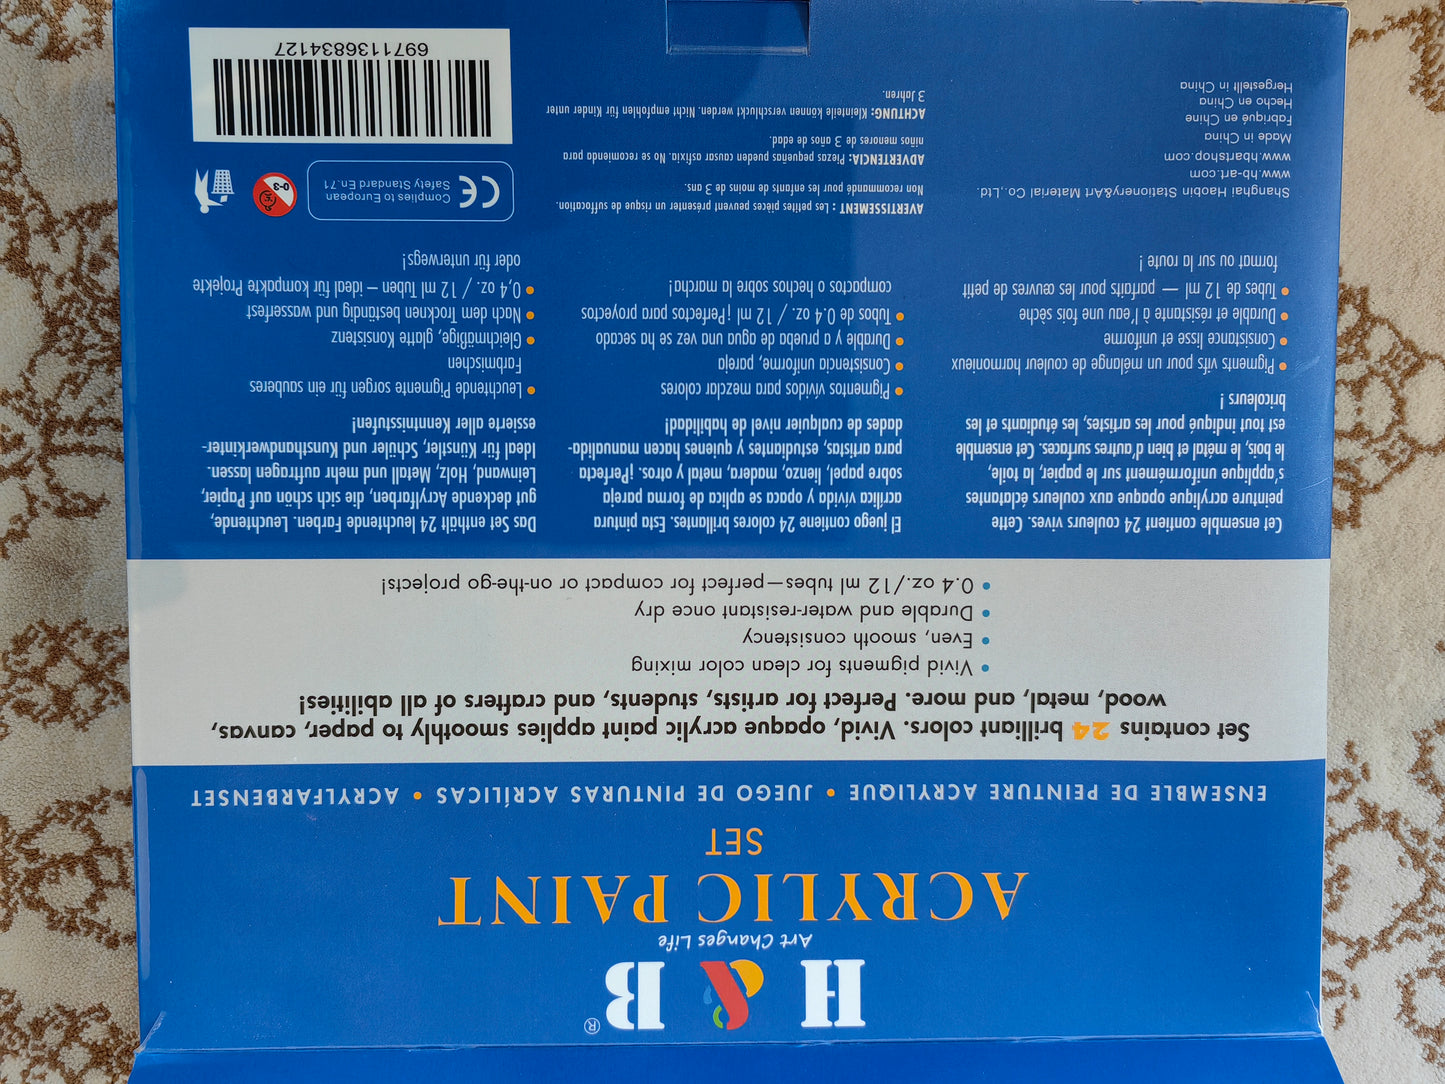 H & B®
Art Changes Life
ACRYLIC PAINT
SET
ENSEMBLE DE PEINTURE ACRYLIQUE • JUEGO DE PINTURAS ACRÍLICAS • ACRYLFARBENSET
Set contains 24 brilliant colors. Vivid, opaque acrylic paint applies smoothly to paper, canvas,
wood, metal, and more. Perfect for artists, students, and crafters of all abilities!
• Vivid pigments for clean color mixing
• Even, smooth consistency
• Durable and water-resistant once dry
• 0.4 oz./12 ml tubes—perfect for compact or on-the-go projects!
Cet ensemble contient 24 couleurs vives. Cette
peinture acrylique opaque aux couleurs éclatantes
s'applique uniformément sur le papier, la toile,
le bois, le métal et bien d'autres surfaces. Cet ensemble
est tout indiqué pour les artistes, les étudiants et les
bricoleurs !
• Pigments vifs pour un mélange de couleur harmonieux
• Consistance lisse et uniforme
• Durable et résistante à l'eau une fois sèche
• Tubes de 12 ml — parfaits pour les œuvres de petit
format ou sur la route !
El juego contiene 24 colores brillantes. Esta pintura
acrílica vívida y opaca se aplica de forma pareja
sobre papel, lienzo, madera, metal y otros. ¡Perfecta
para artistas, estudiantes y quienes hacen manualida-
dades de cualquier nivel de habilidad!
• Pigmentos vívidos para mezclar colores
• Consistencia uniforme, pareja
• Durable y a prueba de agua una vez se ha secado
• Tubos de 0.4 oz. / 12 ml ¡Perfectos para proyectos
compactos o hechos sobre la marcha!
Das Set enthält 24 leuchtende Farben. Leuchtende,
gut deckende Acrylfarben, die sich schön auf Papier,
Leinwand, Holz, Metall und mehr auftragen lassen.
Ideal für Künstler, Schüler und Kunsthandwerkinter-
essierte aller Kenntnisstufen!
• Leuchtende Pigmente sorgen für ein sauberes
Farbmischen
• Gleichmäßige, glatte Konsistenz
• Nach dem Trocknen beständig und wasserfest
• 0,4 oz. / 12 ml Tuben – ideal für kompakte Projekte
oder für unterwegs!
Shanghai Haobin Stationery&Art Material Co.,Ltd.
www.hb-art.com
www.hbartshop.com
Made in China
Fabriqué en Chine
Hecho en China
Hergestellt in China
AVERTISSEMENT : Les petites pièces peuvent présenter un risque de suffocation.
Non recommandé pour les enfants de moins de 3 ans.
ADVERTENCIA: Piezas pequeñas pueden causar asfixia. No se recomienda para
niños menores de 3 años de edad.
ACHTUNG: Kleinteile können verschluckt werden. Nicht empfohlen für Kinder unter
3 Jahren.
CE Complies to European
Safety Standard En.71
0-3
6971136834127